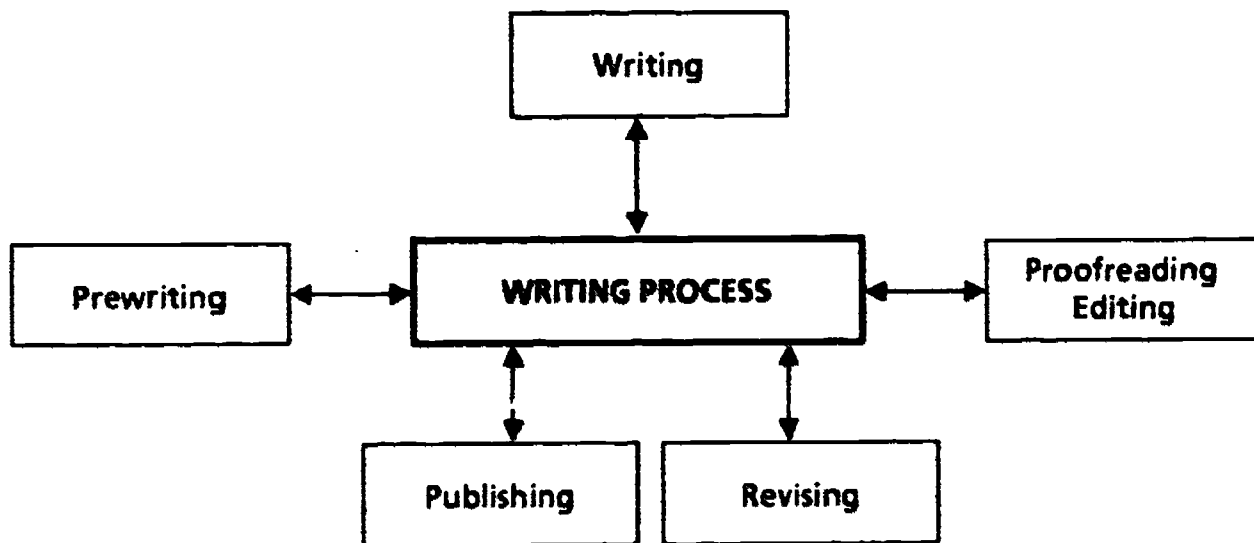 Writing
Prewriting
WRITING PROCESS
Proofreading
Editing
Publishing
Revising